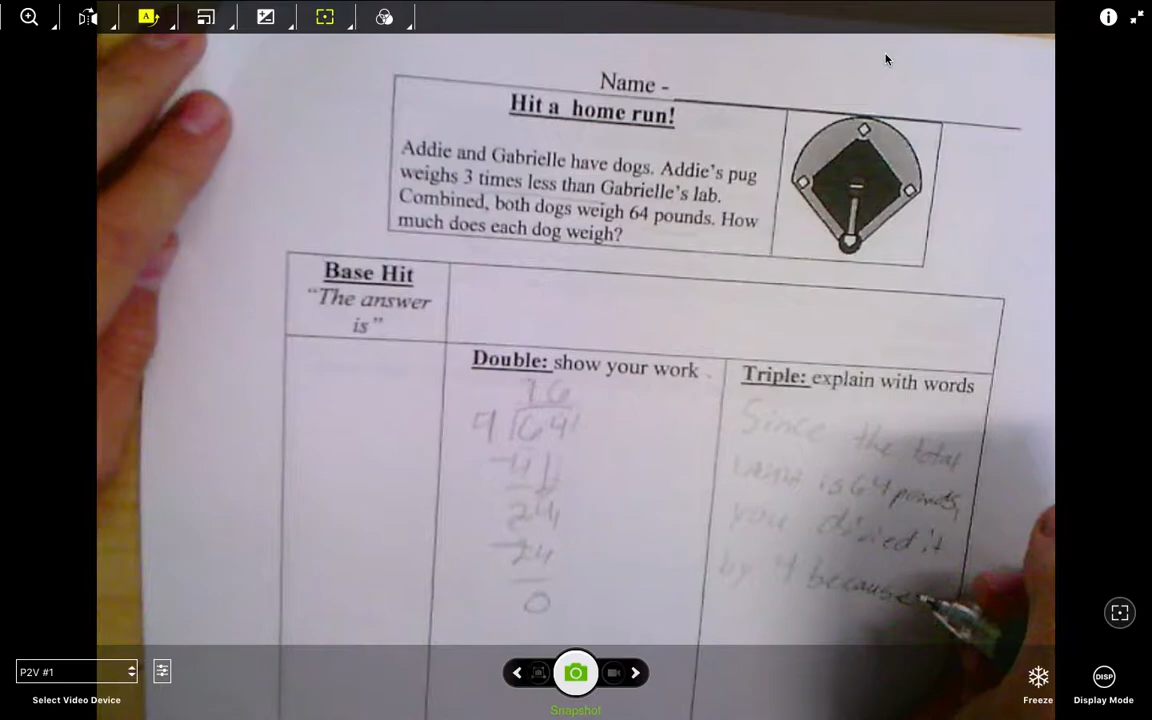 Name -
Hit a home run!
Addie and Gabrielle have dogs. Addie's pug
weighs 3 times less than Gabrielle's lab.
Combined, both dogs weigh 64 pounds. How
much does each dog weigh?
Base Hit
"The answer
is"
Double: show your work
16
4 64
-4
24
-24
0
Triple: explain with words
Since the total
is 64 pounds,
you divied it
by 4 because
P2V #1
Select Video Device
Snapshot
Freeze
DISP
Display Mode